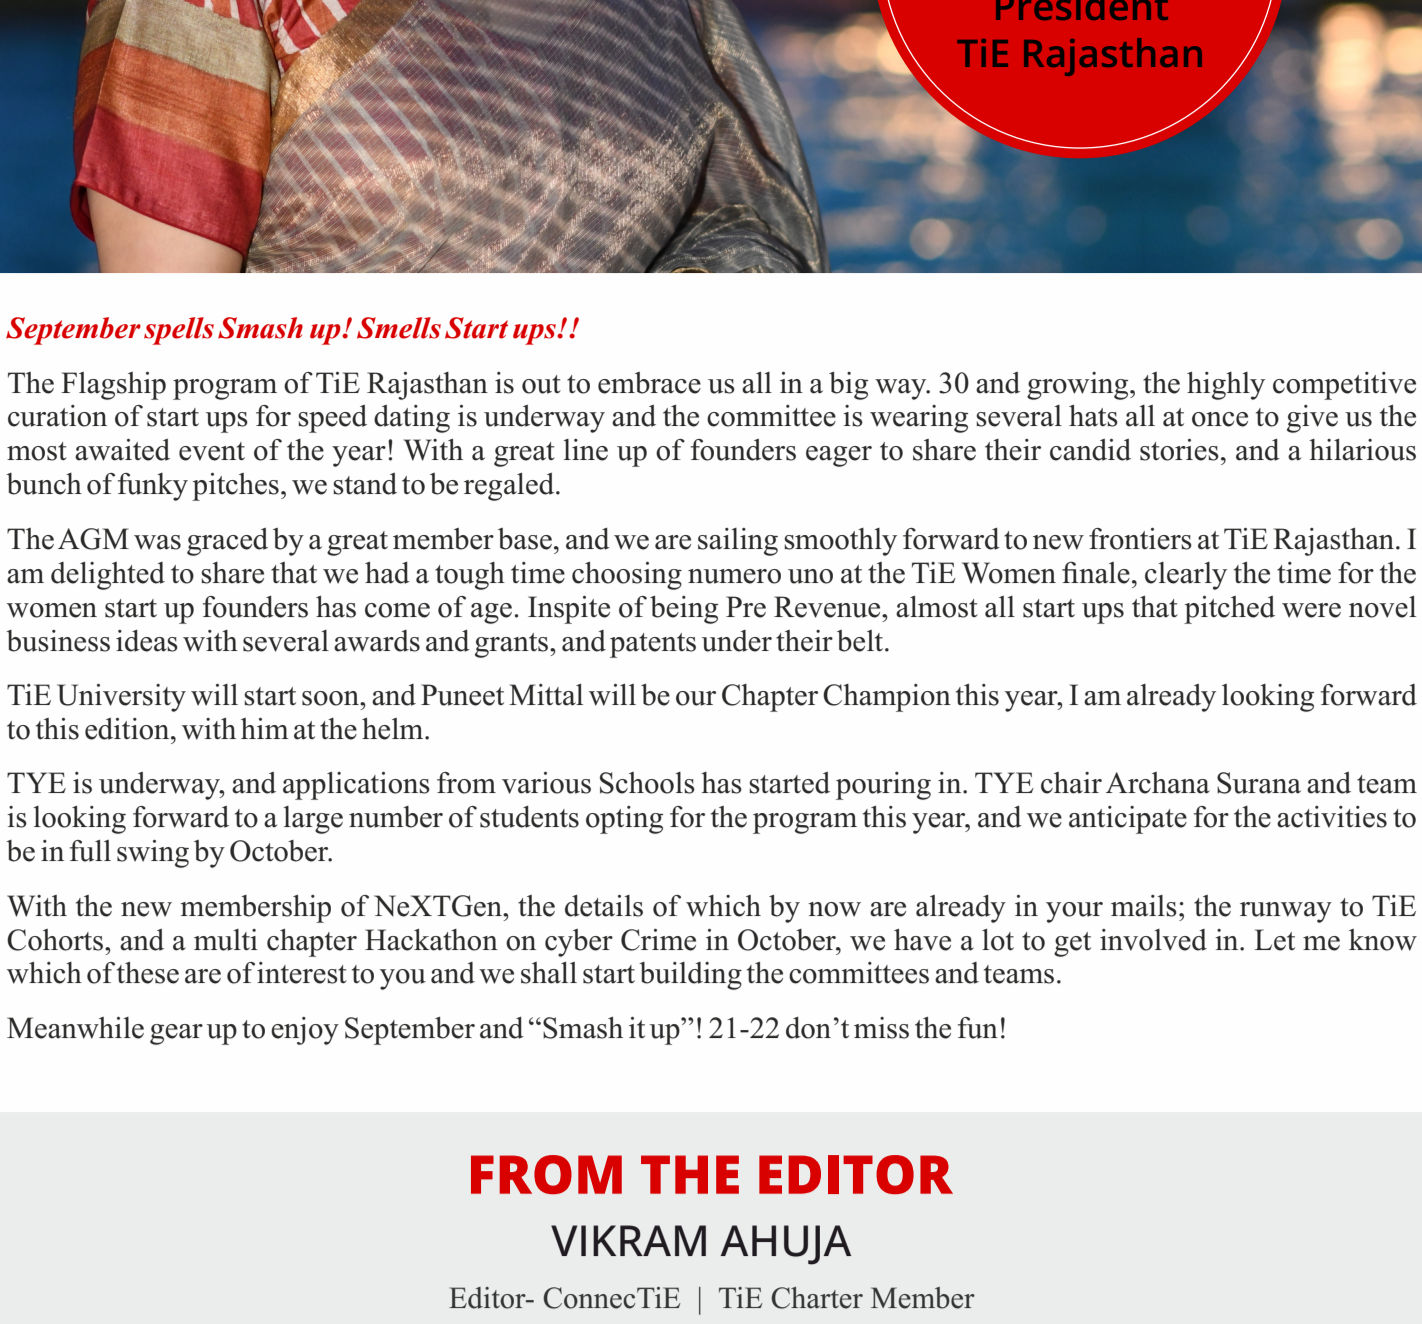 President
TiE Rajasthan
September spells Smash up! Smells Start ups!!
The Flagship program of TiE Rajasthan is out to embrace us all in a big way. 30 and growing, the highly competitive
curation of start ups for speed dating is underway and the committee is wearing several hats all at once to give us the
most awaited event of the year! With a great line up of founders eager to share their candid stories, and a hilarious
bunch of funky pitches, we stand to be regaled.
The AGM was graced by a great member base, and we are sailing smoothly forward to new frontiers at TiE Rajasthan. I
am delighted to share that we had a tough time choosing numero uno at the TiE Women finale, clearly the time for the
women start up founders has come of age. Inspite of being Pre Revenue, almost all start ups that pitched were novel
business ideas with several awards and grants, and patents under their belt.
TiE University will start soon, and Puneet Mittal will be our Chapter Champion this year, I am already looking forward
to this edition, with him at the helm.
TYE is underway, and applications from various Schools has started pouring in. TYE chair Archana Surana and team
is looking forward to a large number of students opting for the program this year, and we anticipate for the activities to
be in full swing by October.
With the new membership of NeXTGen, the details of which by now are already in your mails; the runway to TiE
Cohorts, and a multi chapter Hackathon on cyber Crime in October, we have a lot to get involved in. Let me know
which of these are of interest to you and we shall start building the committees and teams.
Meanwhile gear up to enjoy September and “Smash it up”! 21-22 don’t miss the fun!
FROM THE EDITOR
VIKRAM AHUJA
Editor- ConnecTiE | TiE Charter Member